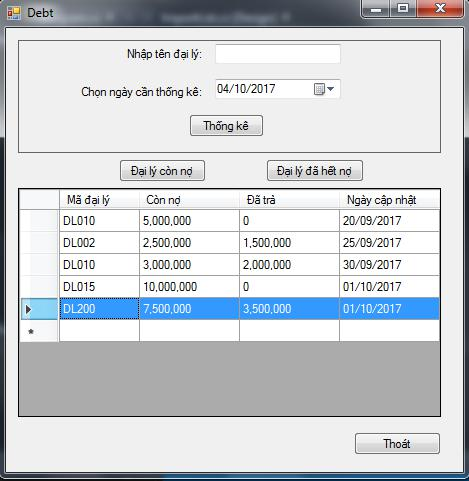 Debt
Nhập tên đại lý:
Chọn ngày cần thống kê: 04/10/2017
Thống kê
Đại lý còn nợ Đại lý đã hết nợ
Mã đại lý Còn nợ Đã trả Ngày cập nhật
DL010 5,000,000 0 20/09/2017
DL002 2,500,000 1,500,000 25/09/2017
DL010 3,000,000 2,000,000 30/09/2017
DL015 10,000,000 0 01/10/2017
DL200 7,500,000 3,500,000 01/10/2017
Thoát